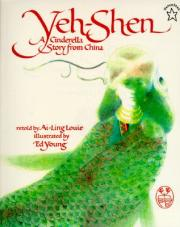 Yeh-Shen
A Cinderella
Story from China
retold by Ai-Ling Louie
illustrated by
Ed Young